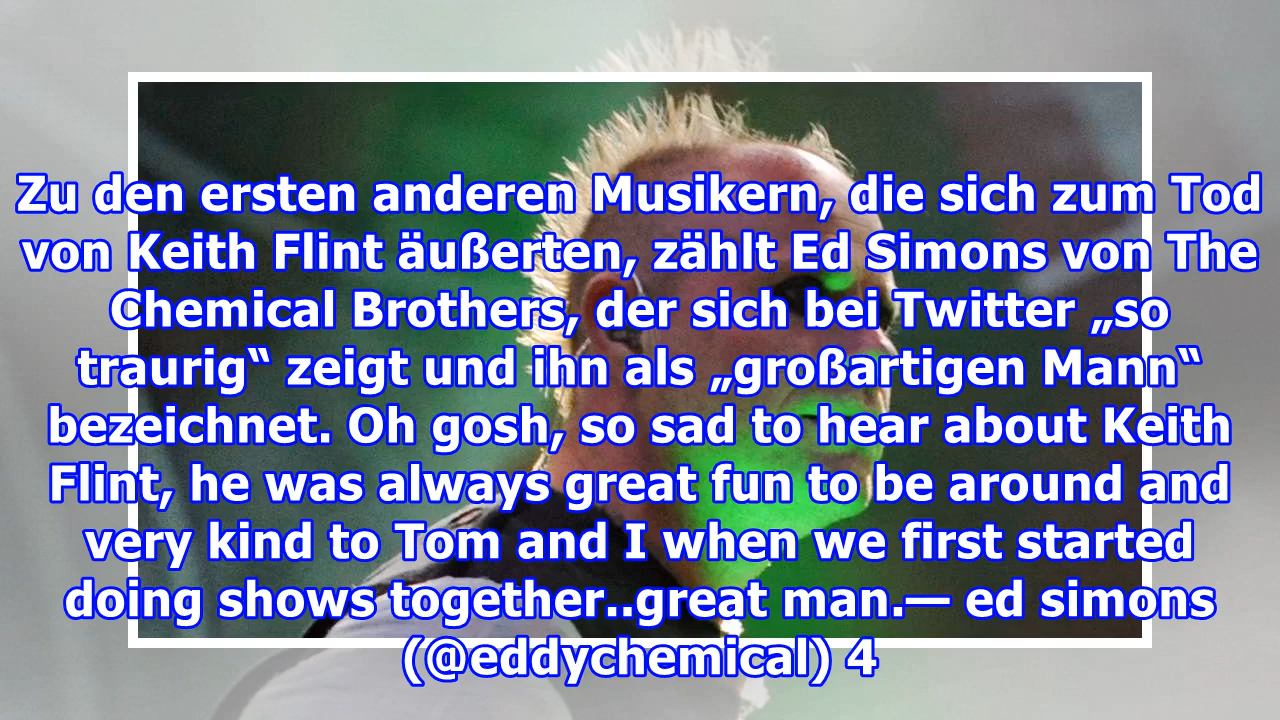 Zu den ersten anderen Musikern, die sich zum Tod
von Keith Flint äußerten, zählt Ed Simons von The
Chemical Brothers, der sich bei Twitter „so
traurig“ zeigt und ihn als „großartigen Mann“
bezeichnet. Oh gosh, so sad to hear about Keith
Flint, he was always great fun to be around and
very kind to Tom and I when we first started
doing shows together..great man.— ed simons
(@eddychemical) 4